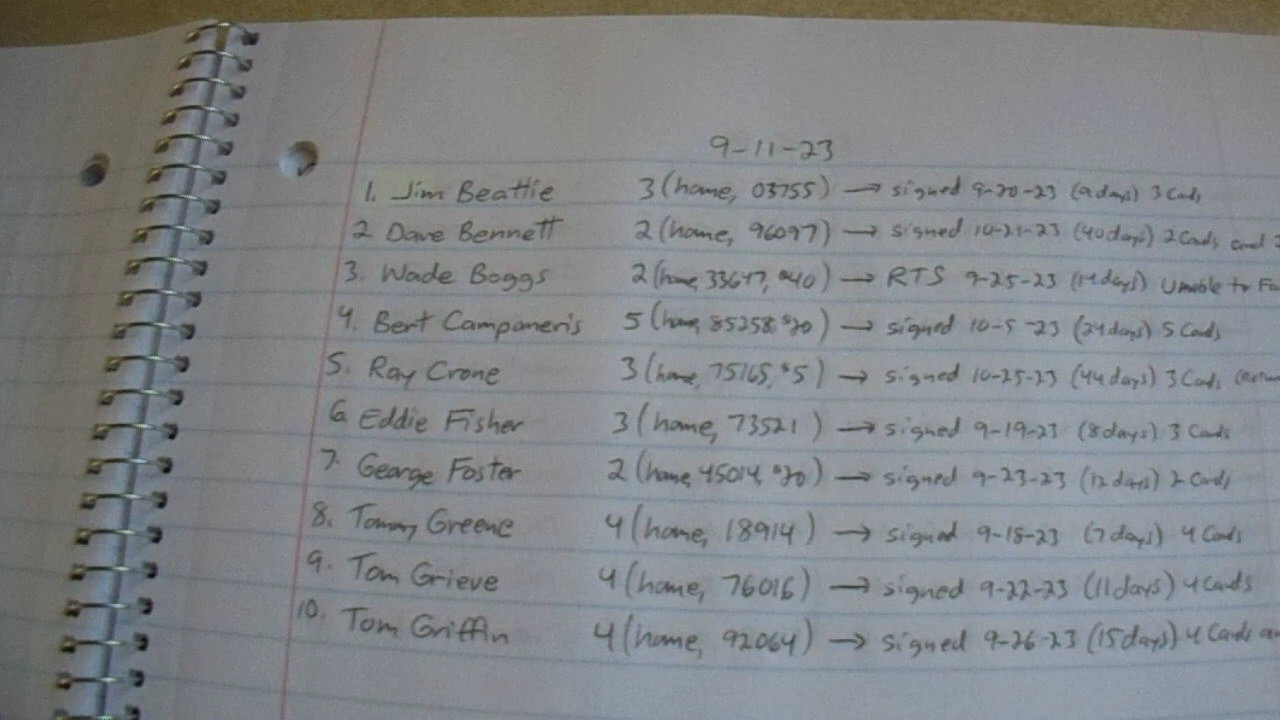 9-11-23
1. Jim Beattie 3 (home, 03755) → signed 9-20-23 (9 days) 3 Cards
2 Dave Bennett 2 (home, 96097) → signed 10-21-23 (40 days) 2 Cards and
3. Wade Boggs 2 (home, 33647, $40) → RTS 9-25-23 (14 days) Unable to
4. Bert Campaneris 5 (home, 85258, $20) → signed 10-5-23 (24 days) 5 Cards
5. Ray Crone 3 (home, 75165, $5) → signed 10-25-23 (44 days) 3 Cards
6 Eddie Fisher 3 (home, 73521) → signed 9-19-23 (8 days) 3 Cards
7. George Foster 2 (home, 45014, $20) → signed 9-23-23 (12 days) 2 Cards
8. Tommy Greene 4 (home, 18914) → signed 9-18-23 (7 days) 4 Cards
9. Tom Grieve 4 (home, 76016) → signed 9-22-23 (11 days) 4 Cards
10. Tom Griffin 4 (home, 92064) → signed 9-26-23 (15 days) 4 Cards